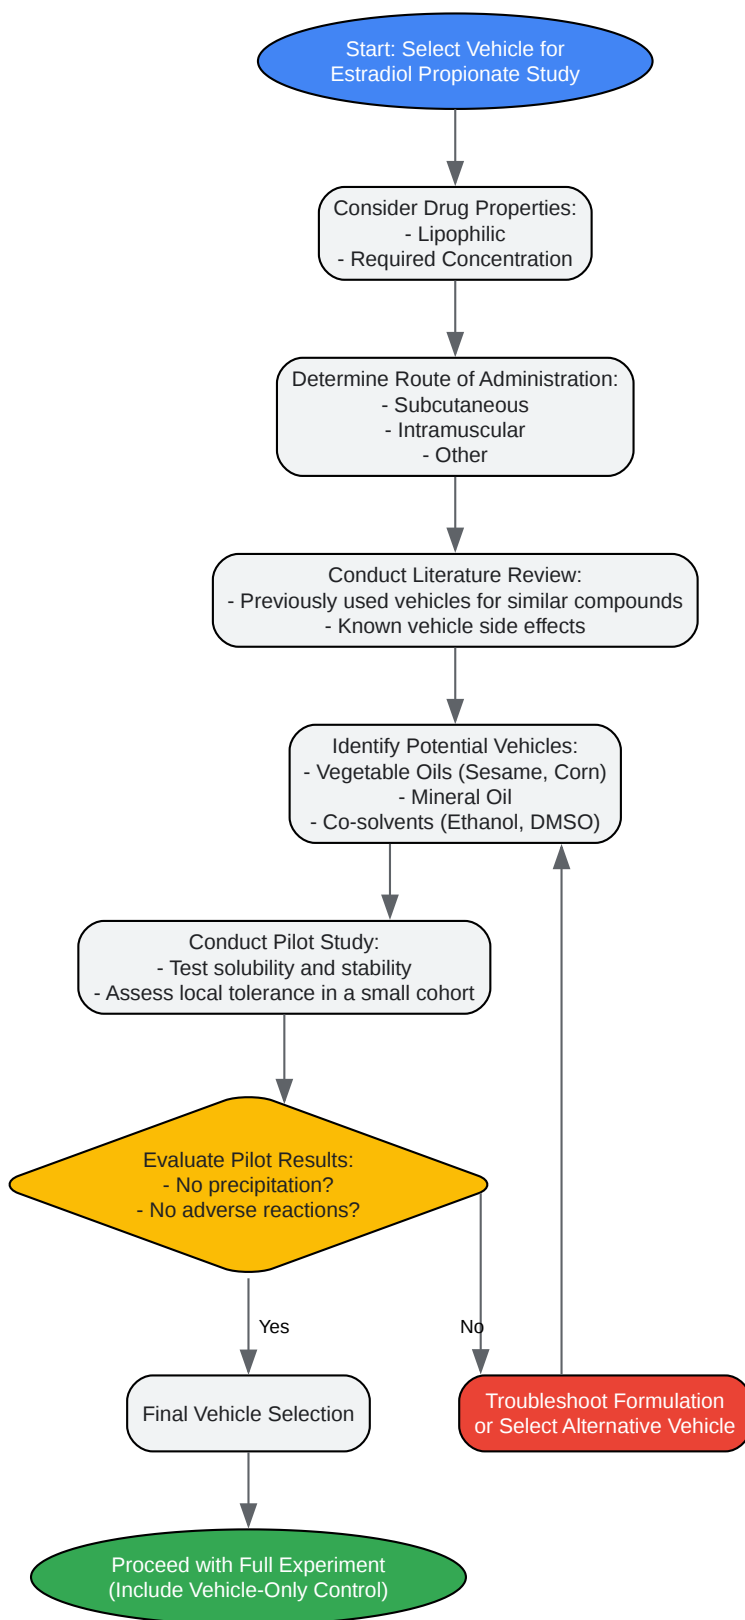 Start: Select Vehicle for
Estradiol Propionate Study
Consider Drug Properties:
- Lipophilic
- Required Concentration
Determine Route of Administration:
- Subcutaneous
- Intramuscular
- Other
Conduct Literature Review:
- Previously used vehicles for similar compounds
- Known vehicle side effects
Identify Potential Vehicles:
- Vegetable Oils (Sesame, Corn)
- Mineral Oil
- Co-solvents (Ethanol, DMSO)
Conduct Pilot Study:
- Test solubility and stability
- Assess local tolerance in a small cohort
Evaluate Pilot Results:
- No precipitation?
- No adverse reactions?
Yes
No
Final Vehicle Selection
Troubleshoot Formulation
or Select Alternative Vehicle
Proceed with Full Experiment
(Include Vehicle-Only Control)